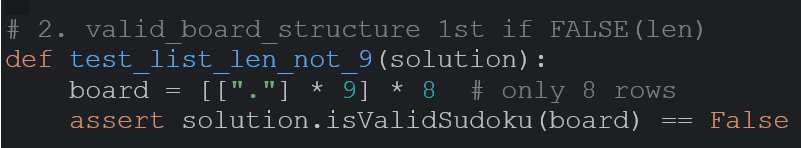 # 2. valid_board_structure 1st if FALSE(len)
def test_list_len_not_9(solution):
    board = [["."] * 9] * 8  # only 8 rows
    assert solution.isValidSudoku(board) == False